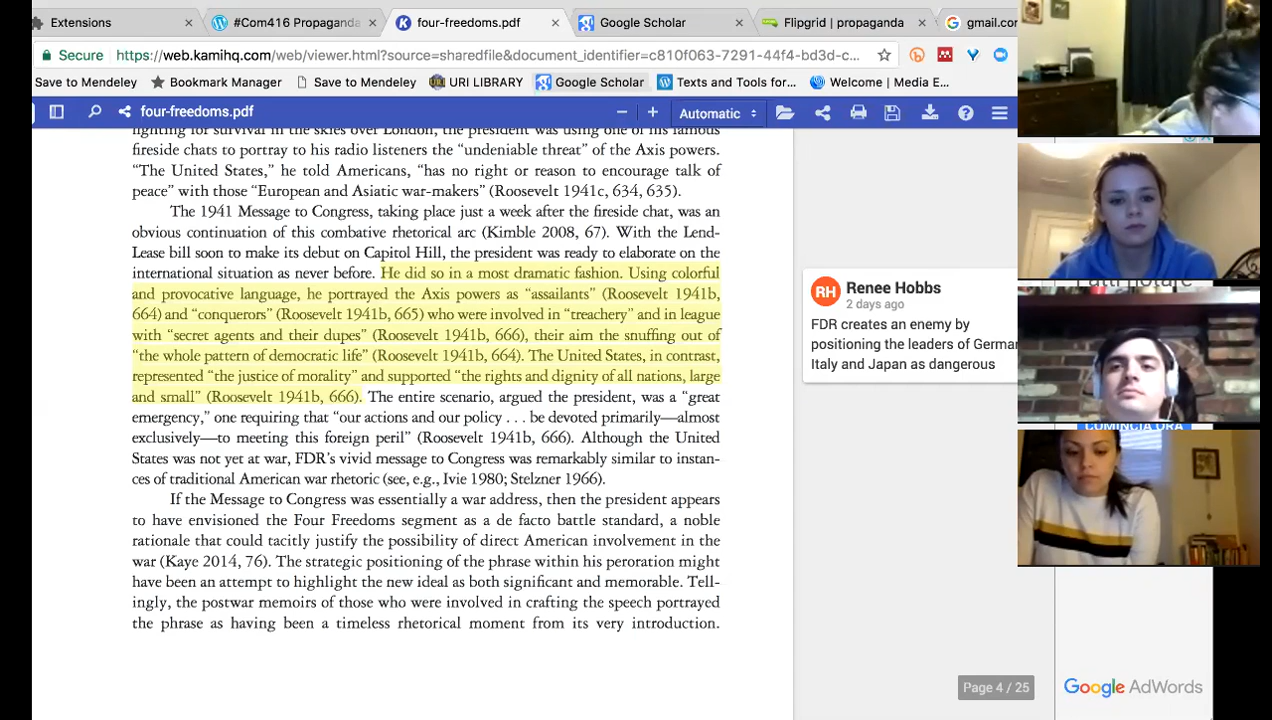 Extensions
#Com416 Propaganda
four-freedoms.pdf
Google Scholar
Flipgrid | propaganda
gmail.co
Secure
https://web.kamihq.com/web/viewer.html?source=sharedfile&document_identifier=c810f063-7291-44f4-bd3d-c...
Save to Mendeley
Bookmark Manager
Save to Mendeley
URI LIBRARY
Google Scholar
Texts and Tools for...
Welcome | Media E...
four-freedoms.pdf
Automatic
fighting for survival in the skies over London, the president was using one of his famous
fireside chats to portray to his radio listeners the “undeniable threat” of the Axis powers.
“The United States,” he told Americans, “has no right or reason to encourage talk of
peace” with those “European and Asiatic war-makers” (Roosevelt 1941c, 634, 635).
The 1941 Message to Congress, taking place just a week after the fireside chat, was an
obvious continuation of this combative rhetorical arc (Kimble 2008, 67). With the Lend-
Lease bill soon to make its debut on Capitol Hill, the president was ready to elaborate on the
international situation as never before. He did so in a most dramatic fashion. Using colorful
and provocative language, he portrayed the Axis powers as “assailants” (Roosevelt 1941b,
664) and “conquerors” (Roosevelt 1941b, 665) who were involved in “treachery” and in league
with “secret agents and their dupes” (Roosevelt 1941b, 666), their aim the snuffing out of
“the whole pattern of democratic life” (Roosevelt 1941b, 664). The United States, in contrast,
represented “the justice of morality” and supported “the rights and dignity of all nations, large
and small” (Roosevelt 1941b, 666). The entire scenario, argued the president, was a “great
emergency,” one requiring that “our actions and our policy . . . be devoted primarily—almost
exclusively—to meeting this foreign peril” (Roosevelt 1941b, 666). Although the United
States was not yet at war, FDR’s vivid message to Congress was remarkably similar to instan-
ces of traditional American war rhetoric (see, e.g., Ivie 1980; Stelzner 1966).
If the Message to Congress was essentially a war address, then the president appears
to have envisioned the Four Freedoms segment as a de facto battle standard, a noble
rationale that could tacitly justify the possibility of direct American involvement in the
war (Kaye 2014, 76). The strategic positioning of the phrase within his peroration might
have been an attempt to highlight the new ideal as both significant and memorable. Tell-
ingly, the postwar memoirs of those who were involved in crafting the speech portrayed
the phrase as having been a timeless rhetorical moment from its very introduction.
RH
Renee Hobbs
2 days ago
FDR creates an enemy by
positioning the leaders of German
Italy and Japan as dangerous
COMINCIA ORA
Page 4 / 25
Google AdWords